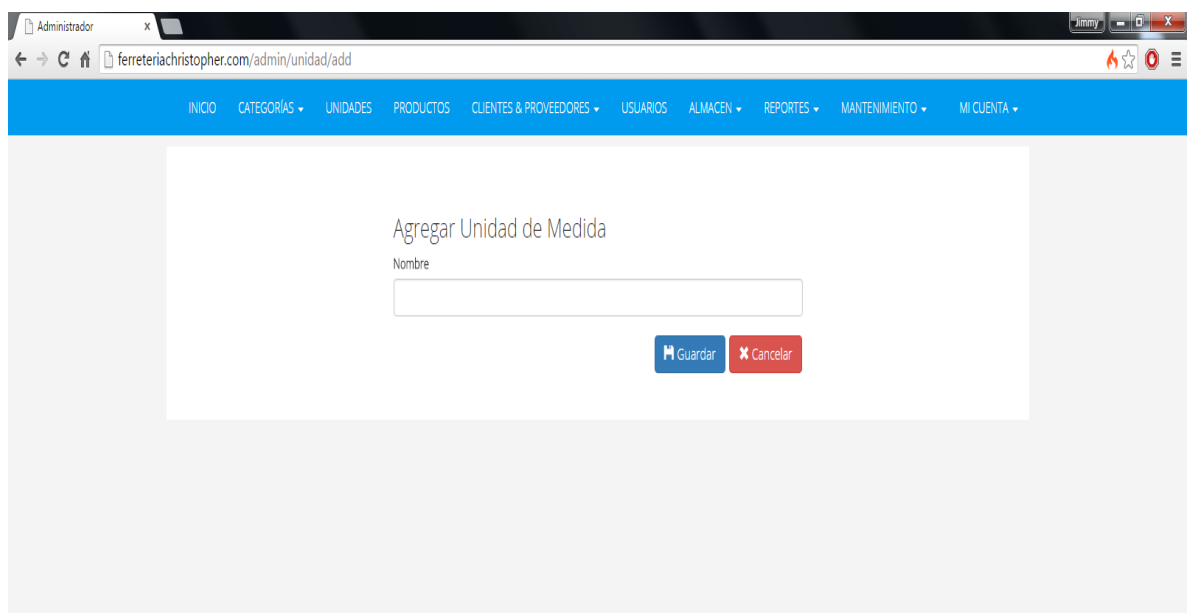 Administrador x
Jimmy
ferreteriachristopher.com/admin/unidad/add
INICIO CATEGORÍAS UNIDADES PRODUCTOS CLIENTES & PROVEEDORES USUARIOS ALMACEN REPORTES MANTENIMIENTO MI CUENTA
Agregar Unidad de Medida
Nombre
Guardar Cancelar